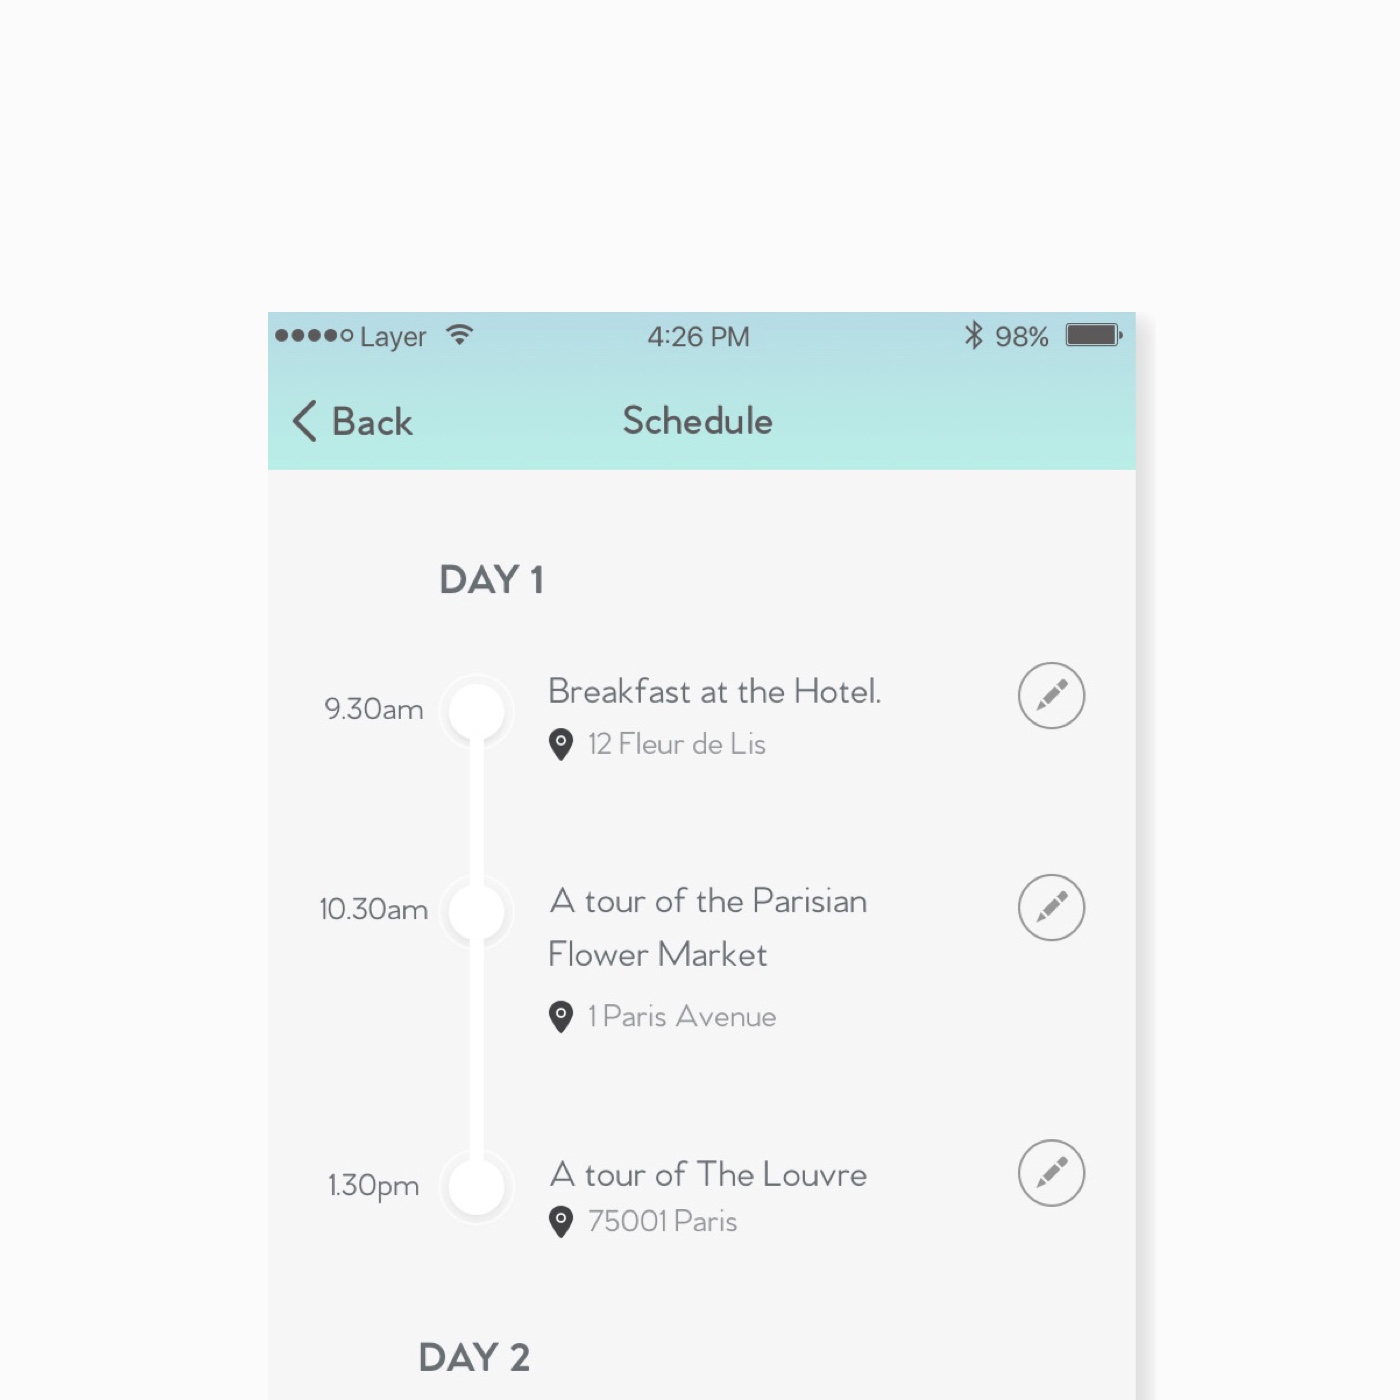 Layer 4:26 PM 98%
Back Schedule
DAY 1
9.30am Breakfast at the Hotel.
12 Fleur de Lis
10.30am A tour of the Parisian
Flower Market
1 Paris Avenue
1.30pm A tour of The Louvre
75001 Paris
DAY 2